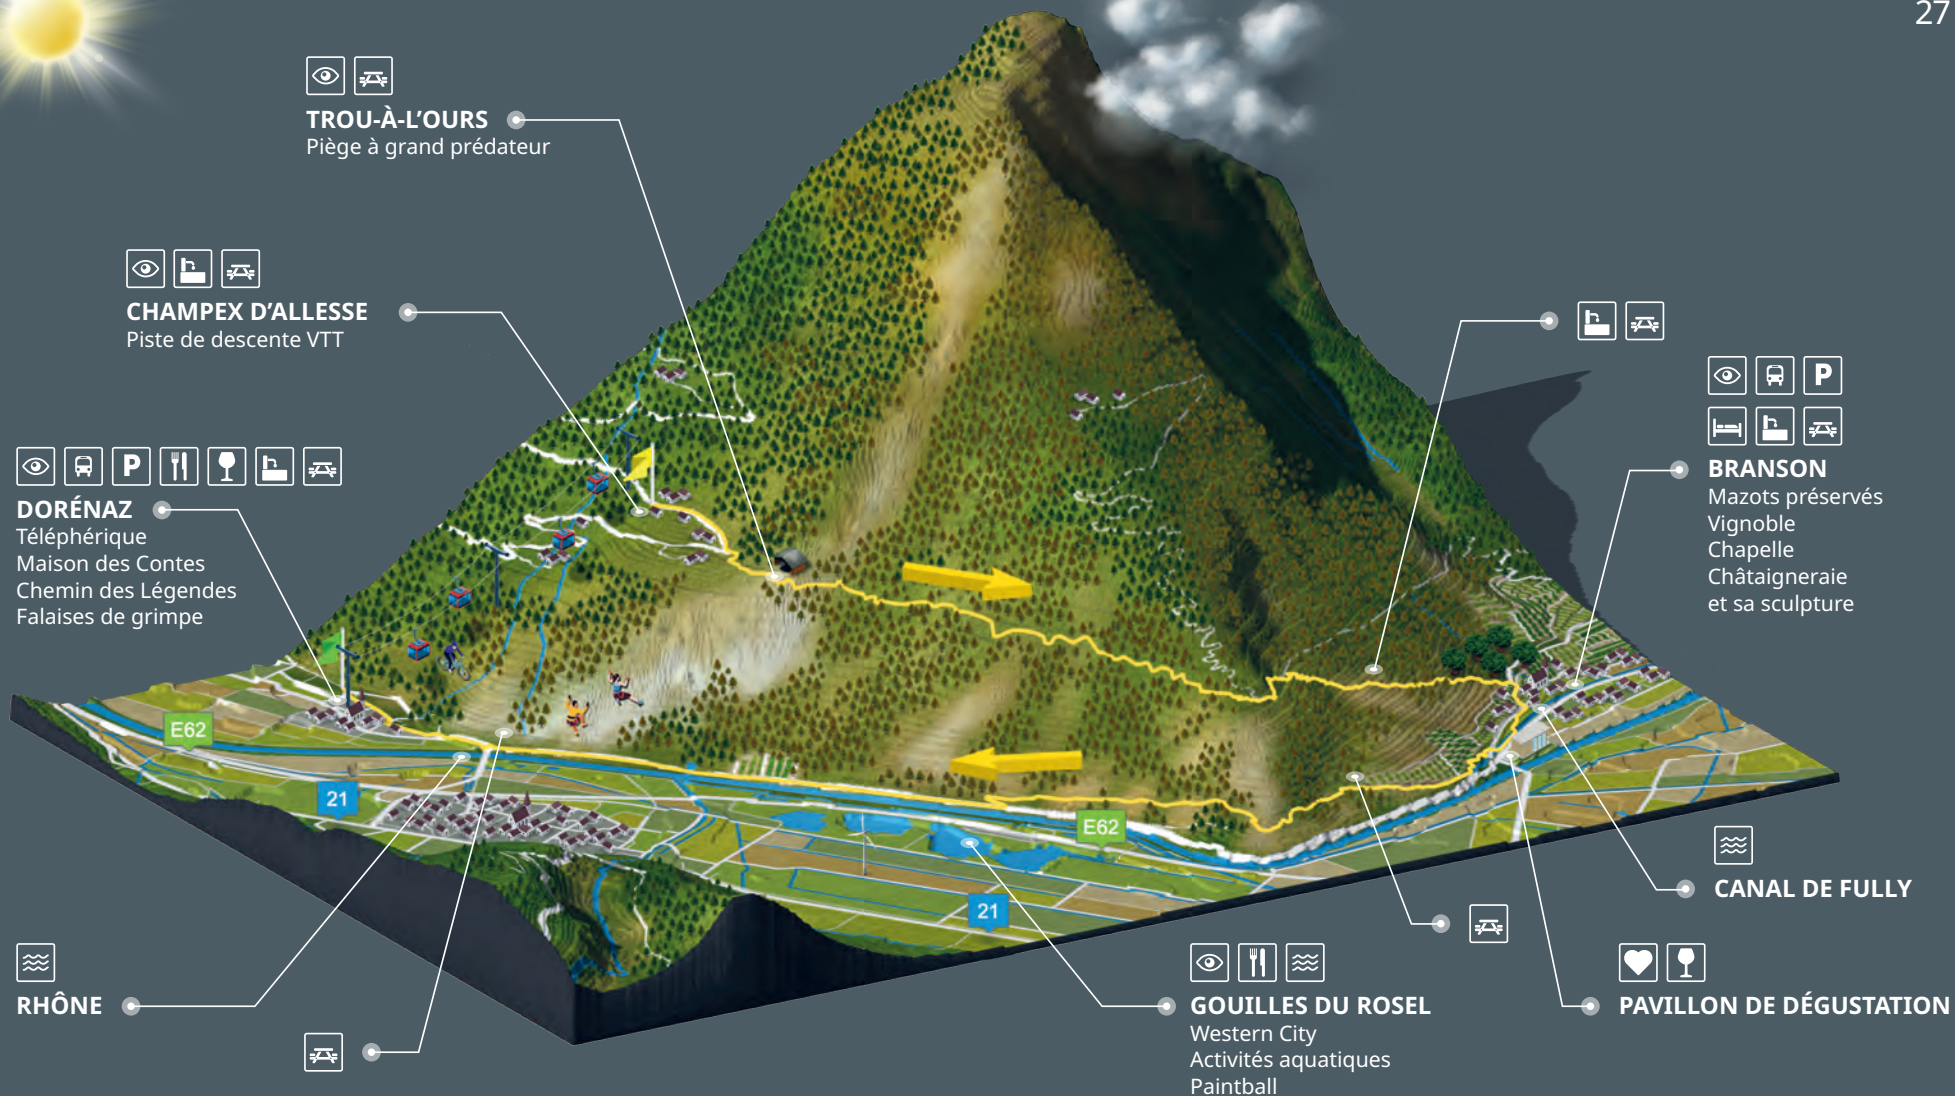 27
TROU-À-L'OURS
Piège à grand prédateur
CHAMPEX D'ALLESSE
Piste de descente VTT
P
DORÉNAZ
Téléphérique
Maison des Contes
Chemin des Légendes
Falaises de grimpe
P
BRANSON
Mazots préservés
Vignoble
Chapelle
Châtaigneraie
et sa sculpture
E62
21
E62
21
CANAL DE FULLY
RHÔNE
GOUILLES DU ROSEL
Western City
Activités aquatiques
Paintball
PAVILLON DE DÉGUSTATION